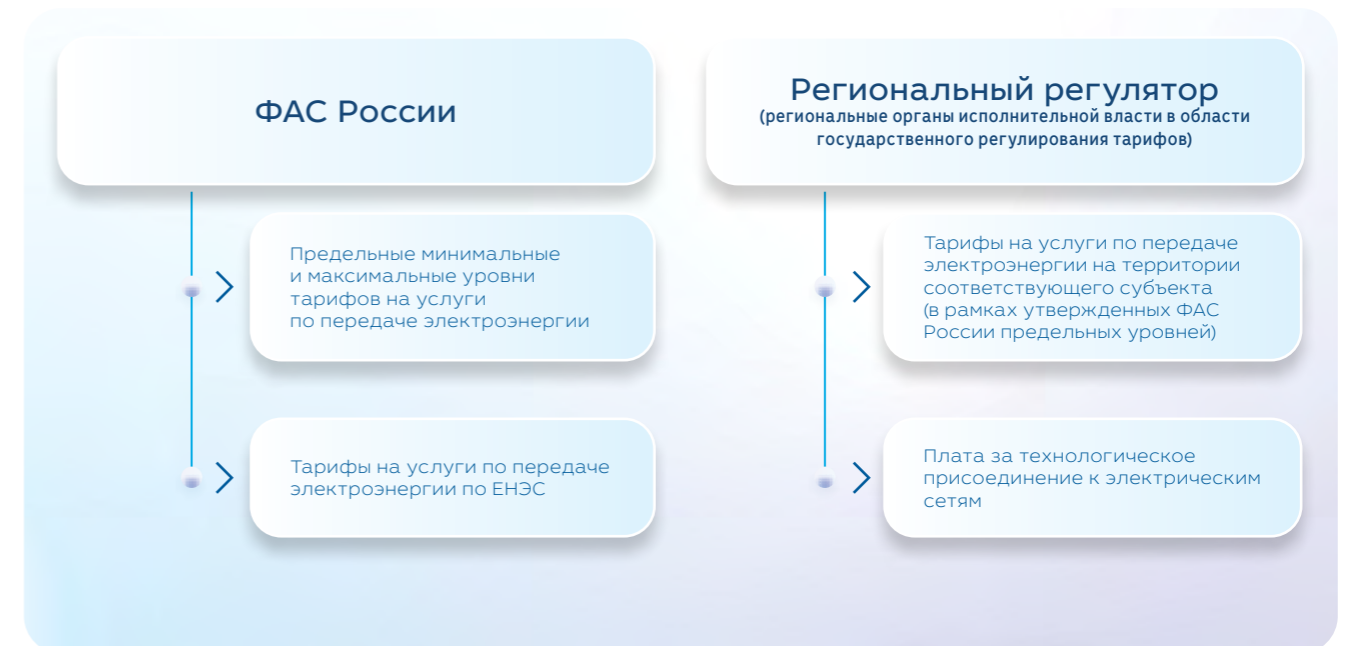 ФАС России
Предельные минимальные
и максимальные уровни
тарифов на услуги
по передаче электроэнергии
Тарифы на услуги по передаче
электроэнергии по ЕНЭС
Региональный регулятор
(региональные органы исполнительной власти в области
государственного регулирования тарифов)
Тарифы на услуги по передаче
электроэнергии на территории
соответствующего субъекта
(в рамках утвержденных ФАС
России предельных уровней)
Плата за технологическое
присоединение к электрическим
сетям